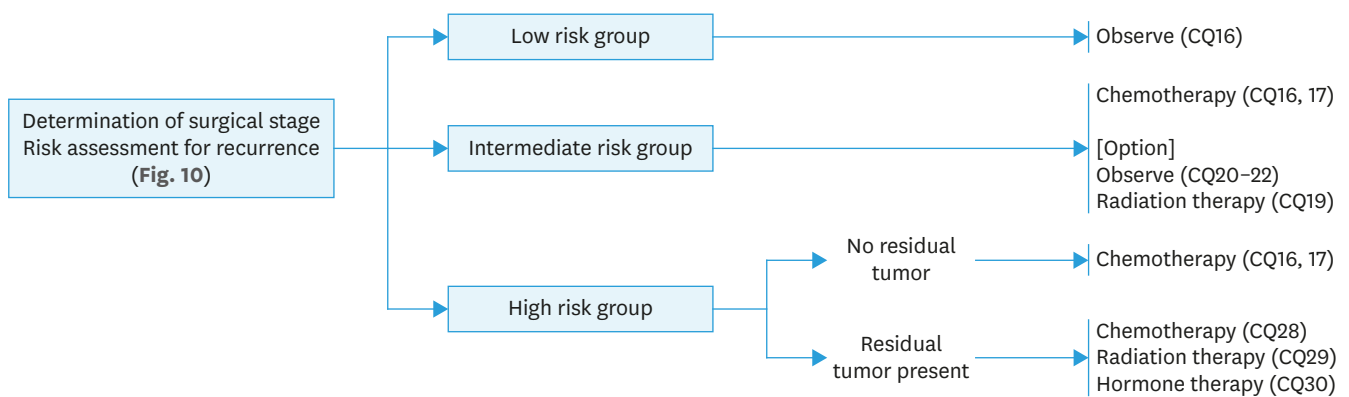 Determination of surgical stage
Risk assessment for recurrence
(Fig. 10)
Low risk group
Observe (CQ16)
Intermediate risk group
Chemotherapy (CQ16, 17)
[Option]
Observe (CQ20–22)
Radiation therapy (CQ19)
High risk group
No residual
tumor
Chemotherapy (CQ16, 17)
Residual
tumor present
Chemotherapy (CQ28)
Radiation therapy (CQ29)
Hormone therapy (CQ30)